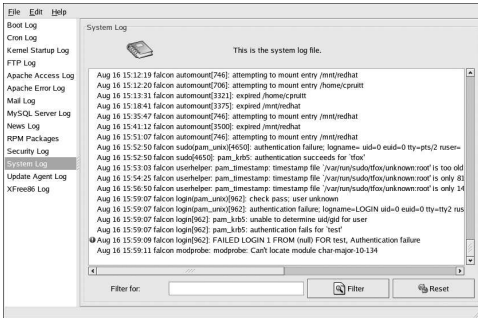 File Edit Help
Boot Log
Cron Log
Kernel Startup Log
FTP Log
Apache Access Log
Apache Error Log
Mail Log
MySQL Server Log
News Log
RPM Packages
Security Log
System Log
Update Agent Log
XFree86 Log
System Log
This is the system log file.
Aug 16 15:12:19 falcon automount[746]: attempting to mount entry /mnt/redhat
Aug 16 15:12:20 falcon automount[706]: attempting to mount entry /home/cpruitt
Aug 16 15:13:31 falcon automount[3321]: expired /home/cpruitt
Aug 16 15:18:41 falcon automount[3375]: expired /mnt/redhat
Aug 16 15:35:47 falcon automount[746]: attempting to mount entry /mnt/redhat
Aug 16 15:41:12 falcon automount[3500]: expired /mnt/redhat
Aug 16 15:51:07 falcon automount[746]: attempting to mount entry /mnt/redhat
Aug 16 15:52:50 falcon sudo(pam_unix)[4650]: authentication failure; logname= uid=0 euid=0 tty=pts/2 ruser=
Aug 16 15:52:50 falcon sudo[4650]: pam_krb5: authentication succeeds for `tfox'
Aug 16 15:53:03 falcon userhelper: pam_timestamp: timestamp file `/var/run/sudo/tfox/unknown:root' is too old
Aug 16 15:54:25 falcon userhelper: pam_timestamp: timestamp file `/var/run/sudo/tfox/unknown:root' is only 81
Aug 16 15:56:50 falcon userhelper: pam_timestamp: timestamp file `/var/run/sudo/tfox/unknown:root' is only 14
Aug 16 15:59:07 falcon login(pam_unix)[962]: check pass; user unknown
Aug 16 15:59:07 falcon login(pam_unix)[962]: authentication failure; logname=LOGIN uid=0 euid=0 tty=tty2 rus
Aug 16 15:59:07 falcon login[962]: pam_krb5: unable to determine uid/gid for user
Aug 16 15:59:07 falcon login[962]: pam_krb5: authentication fails for `test'
Aug 16 15:59:09 falcon login[962]: FAILED LOGIN 1 FROM (null) FOR test, Authentication failure
Aug 16 15:59:11 falcon modprobe: modprobe: Can't locate module char-major-10-134
Filter for: Filter Reset